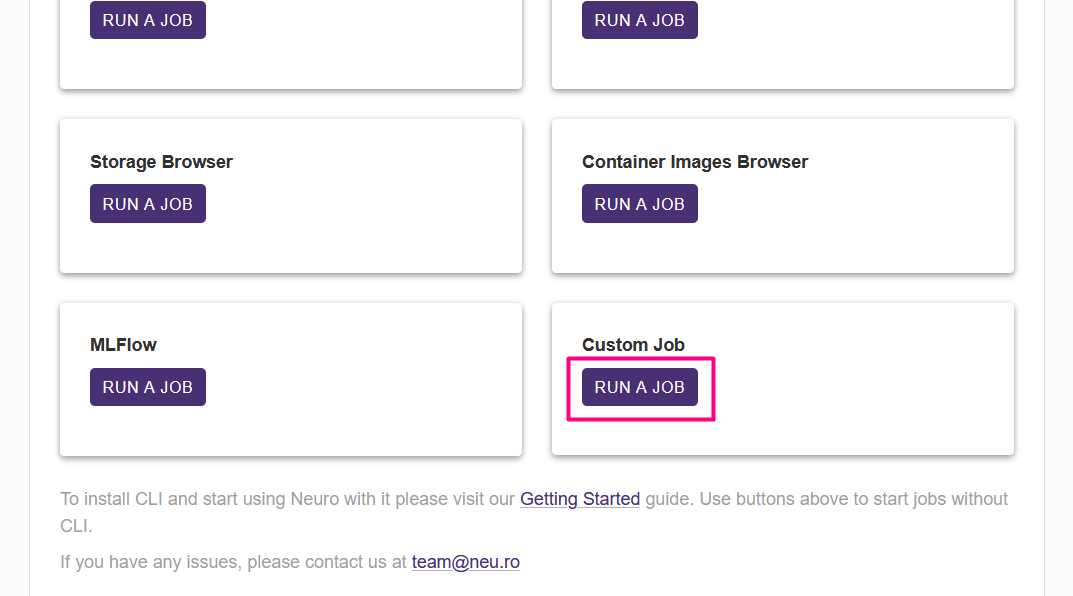 RUN A JOB
RUN A JOB
Storage Browser
RUN A JOB
Container Images Browser
RUN A JOB
MLFlow
RUN A JOB
Custom Job
RUN A JOB
To install CLI and start using Neuro with it please visit our Getting Started guide. Use buttons above to start jobs without
CLI.
If you have any issues, please contact us at team@neu.ro